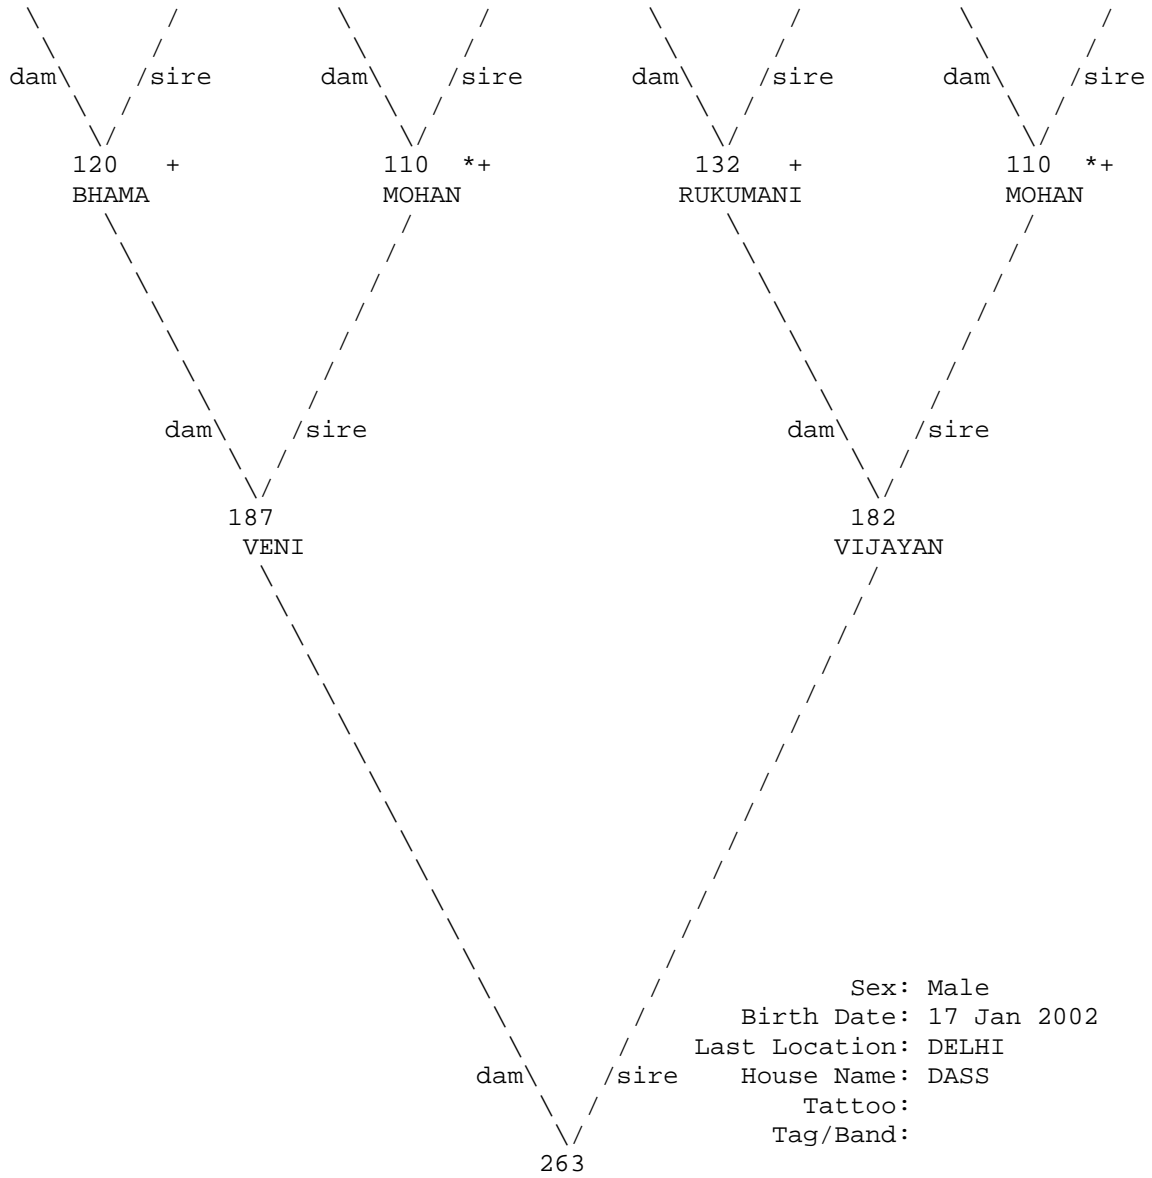 dam /sire dam /sire dam /sire dam /sire
120 + 110 *+ 132 + 110 *+
BHAMA MOHAN RUKUMANI MOHAN
dam /sire dam /sire
187 182
VENI VIJAYAN
Sex: Male
Birth Date: 17 Jan 2002
Last Location: DELHI
dam /sire House Name: DASS
Tattoo:
Tag/Band:
263